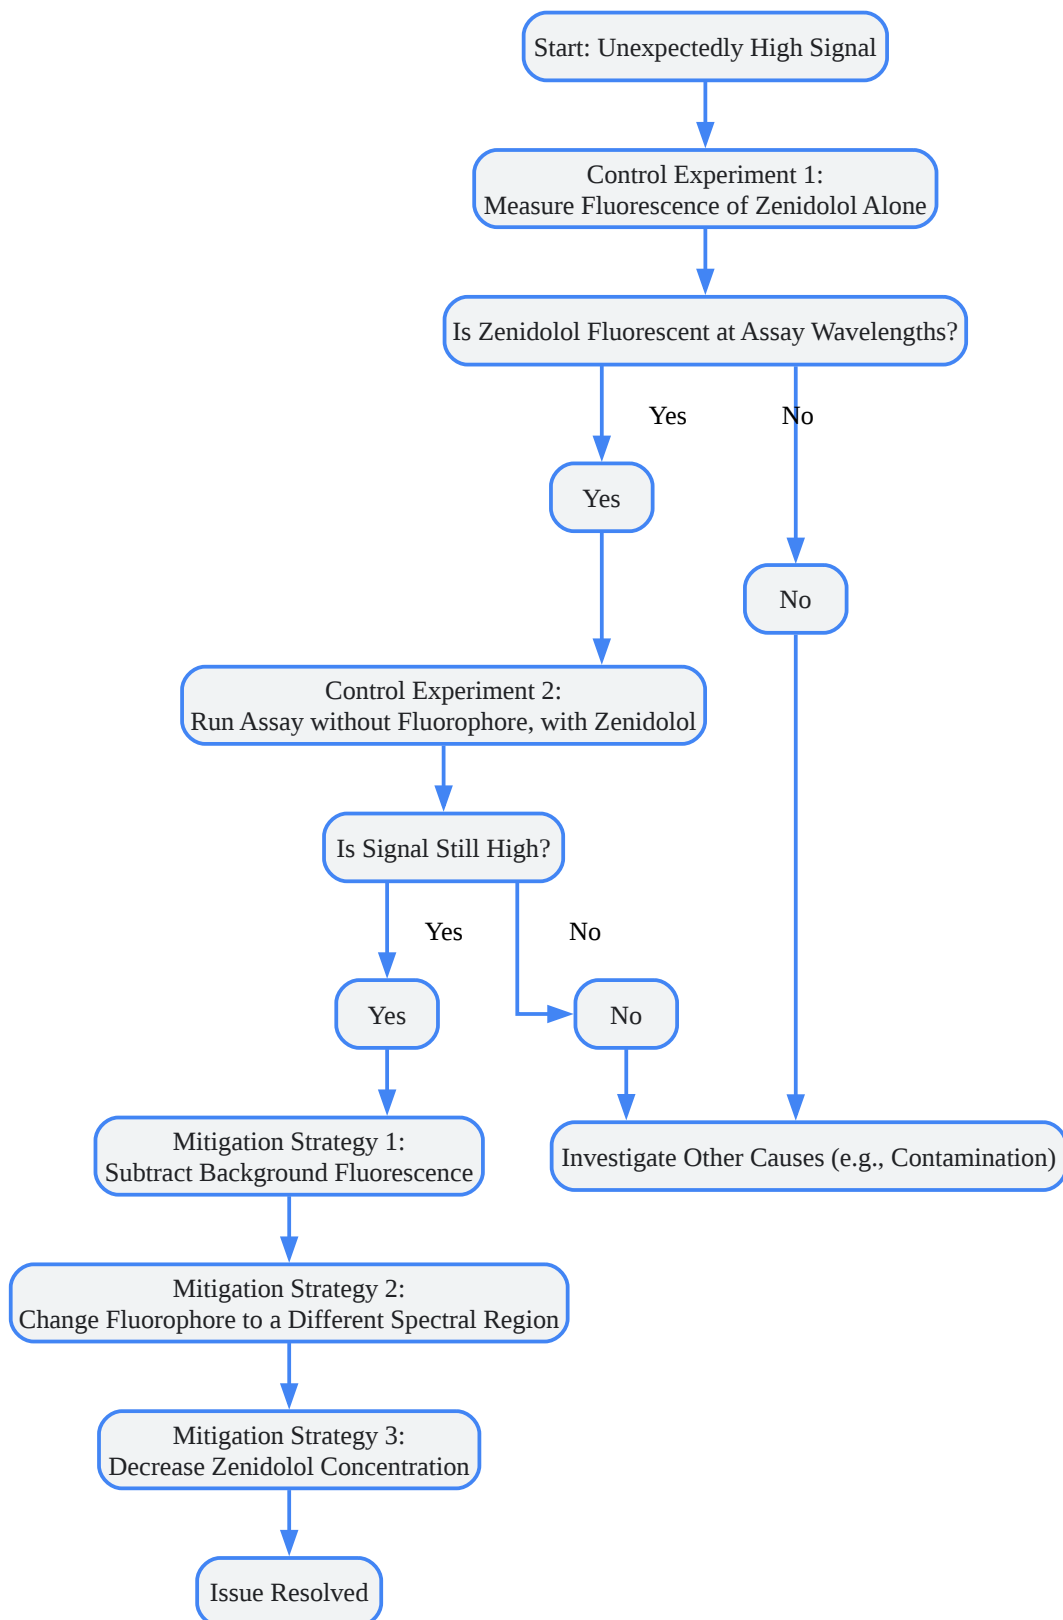 Start: Unexpectedly High Signal
Control Experiment 1:
Measure Fluorescence of Zenidolol Alone
Is Zenidolol Fluorescent at Assay Wavelengths?
Yes
No
Yes
No
Control Experiment 2:
Run Assay without Fluorophore, with Zenidolol
Is Signal Still High?
Yes
No
Yes
No
Mitigation Strategy 1:
Subtract Background Fluorescence
Investigate Other Causes (e.g., Contamination)
Mitigation Strategy 2:
Change Fluorophore to a Different Spectral Region
Mitigation Strategy 3:
Decrease Zenidolol Concentration
Issue Resolved